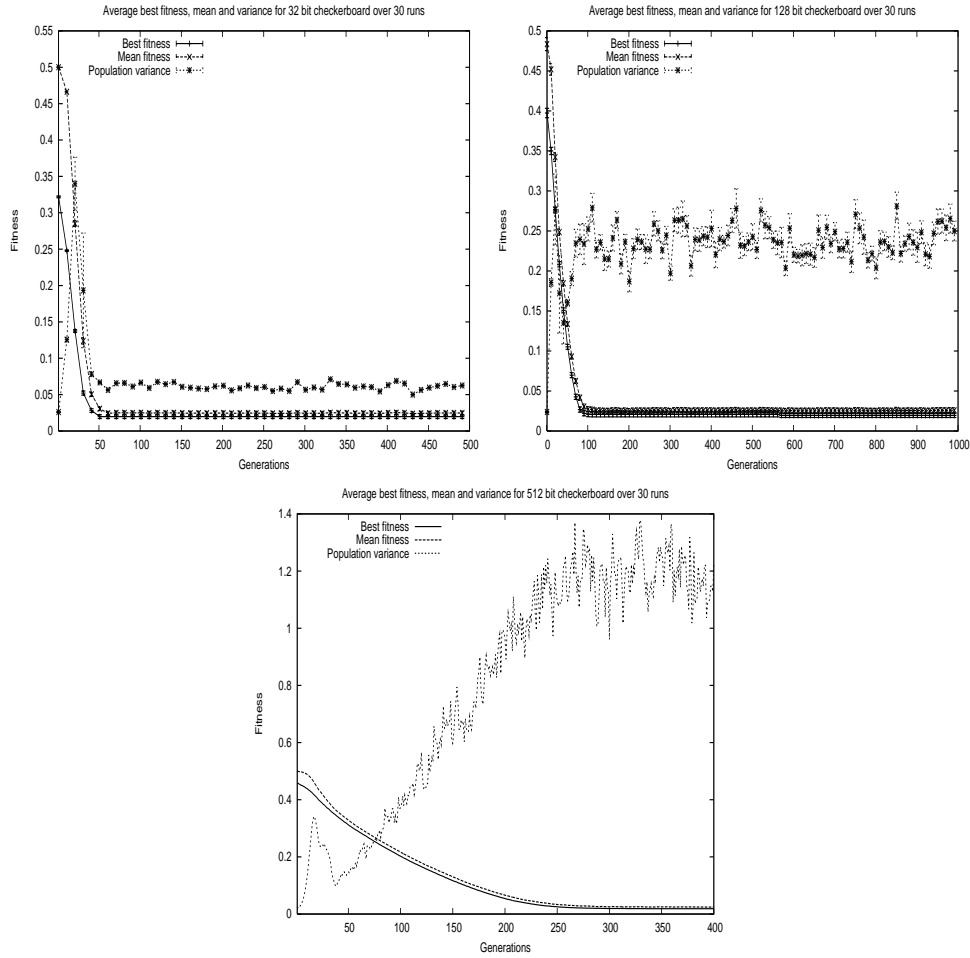 Average best fitness, mean and variance for 32 bit checkerboard over 30 runs
0.55
0.5
0.45
0.4
0.35
0.3
0.25
0.2
0.15
0.1
0.05
0
Fitness
Best fitness
Mean fitness
Population variance
0 50 100 150 200 250 300 350 400 450 500
Generations
Average best fitness, mean and variance for 128 bit checkerboard over 30 runs
0.5
0.45
0.4
0.35
0.3
0.25
0.2
0.15
0.1
0.05
0
Fitness
Best fitness
Mean fitness
Population variance
0 100 200 300 400 500 600 700 800 900 1000
Generations
Average best fitness, mean and variance for 512 bit checkerboard over 30 runs
1.4
1.2
1
0.8
0.6
0.4
0.2
0
Fitness
Best fitness
Mean fitness
Population variance
50 100 150 200 250 300 350 400
Generations